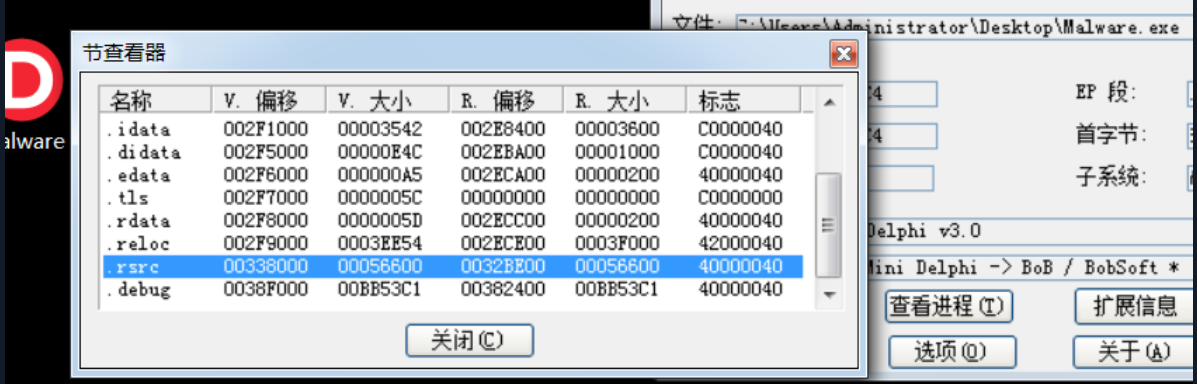 文件: C:\Users\Administrator\Desktop\Malware.exe
节查看器
名称 V. 偏移 V. 大小 R. 偏移 R. 大小 标志
.idata 002F1000 00003542 002E8400 00003600 C0000040
.didata 002F5000 00000E4C 002EBA00 00001000 C0000040
.edata 002F6000 000000A5 002ECA00 00000200 40000040
.tls 002F7000 0000005C 00000000 00000000 C0000000
.rdata 002F8000 0000005D 002ECC00 00000200 40000040
.reloc 002F9000 0003EE54 002ECE00 0003F000 42000040
.rsrc 00338000 00056600 0032BE00 00056600 40000040
.debug 0038F000 00BB53C1 00382400 00BB53C1 40000040
关闭(C)
alware
C4 EP 段:
C4 首字节:
子系统:
Delphi v3.0
Mini Delphi -> BoB / BobSoft *
查看进程(T) 扩展信息
选项(O) 关于(A)